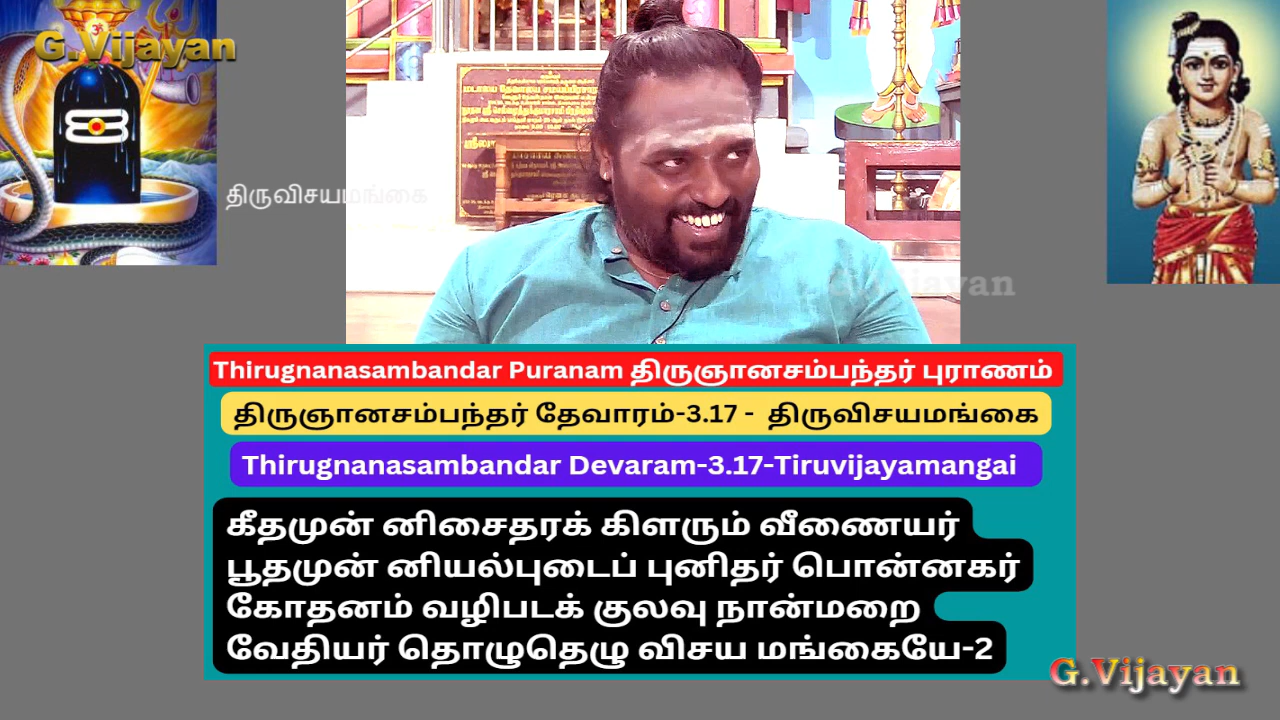 G.Vijayan
திருவிசயமங்கை
G.Vijayan
Thirugnanasambandar Puranam திருஞானசம்பந்தர் புராணம்
திருஞானசம்பந்தர் தேவாரம்-3.17 - திருவிசயமங்கை
Thirugnanasambandar Devaram-3.17-Tiruvijayamangai
கீதமுன் னிசைதரக் கிளரும் வீணையர்
பூதமுன் னியல்புடைப் புனிதர் பொன்னகர்
கோதனம் வழிபடக் குலவு நான்மறை
வேதியர் தொழுதெழு விசய மங்கையே-2
G.Vijayan